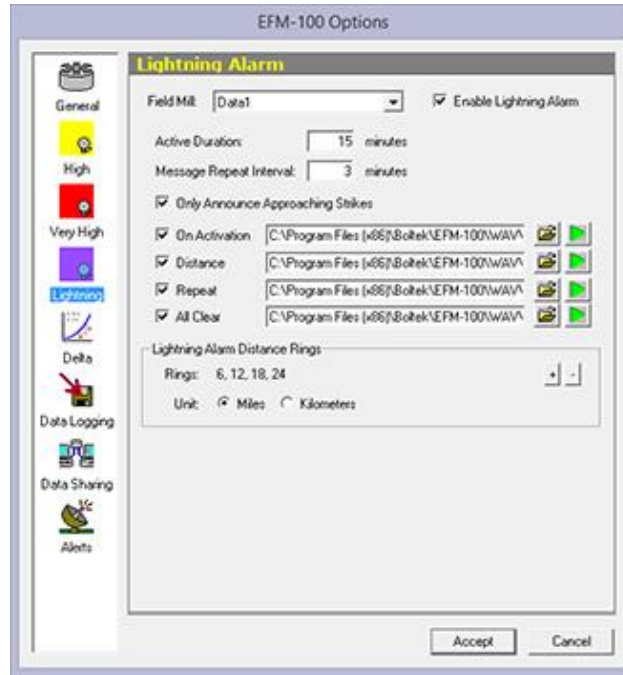 EFM-100 Options
General
High
Very High
Lightning
Delta
Data Logging
Data Sharing
Alerts
Lightning Alarm
Field Mill: Data1 Enable Lightning Alarm
Active Duration: 15 minutes
Message Repeat Interval: 3 minutes
Only Announce Approaching Strikes
On Activation C:\Program Files (x86)\Boltek\EFM-100\WAV\
Distance C:\Program Files (x86)\Boltek\EFM-100\WAV\
Repeat C:\Program Files (x86)\Boltek\EFM-100\WAV\
All Clear C:\Program Files (x86)\Boltek\EFM-100\WAV\
Lightning Alarm Distance Rings
Rings: 6, 12, 18, 24 + -
Unit: Miles Kilometers
Accept Cancel